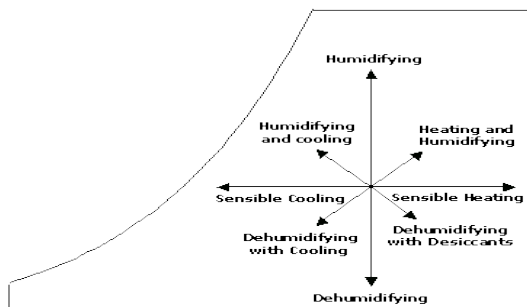 Humidifying
Humidifying
and cooling
Heating and
Humidifying
Sensible Cooling
Sensible Heating
Dehumidifying
with Cooling
Dehumidifying
with Desiccants
Dehumidifying